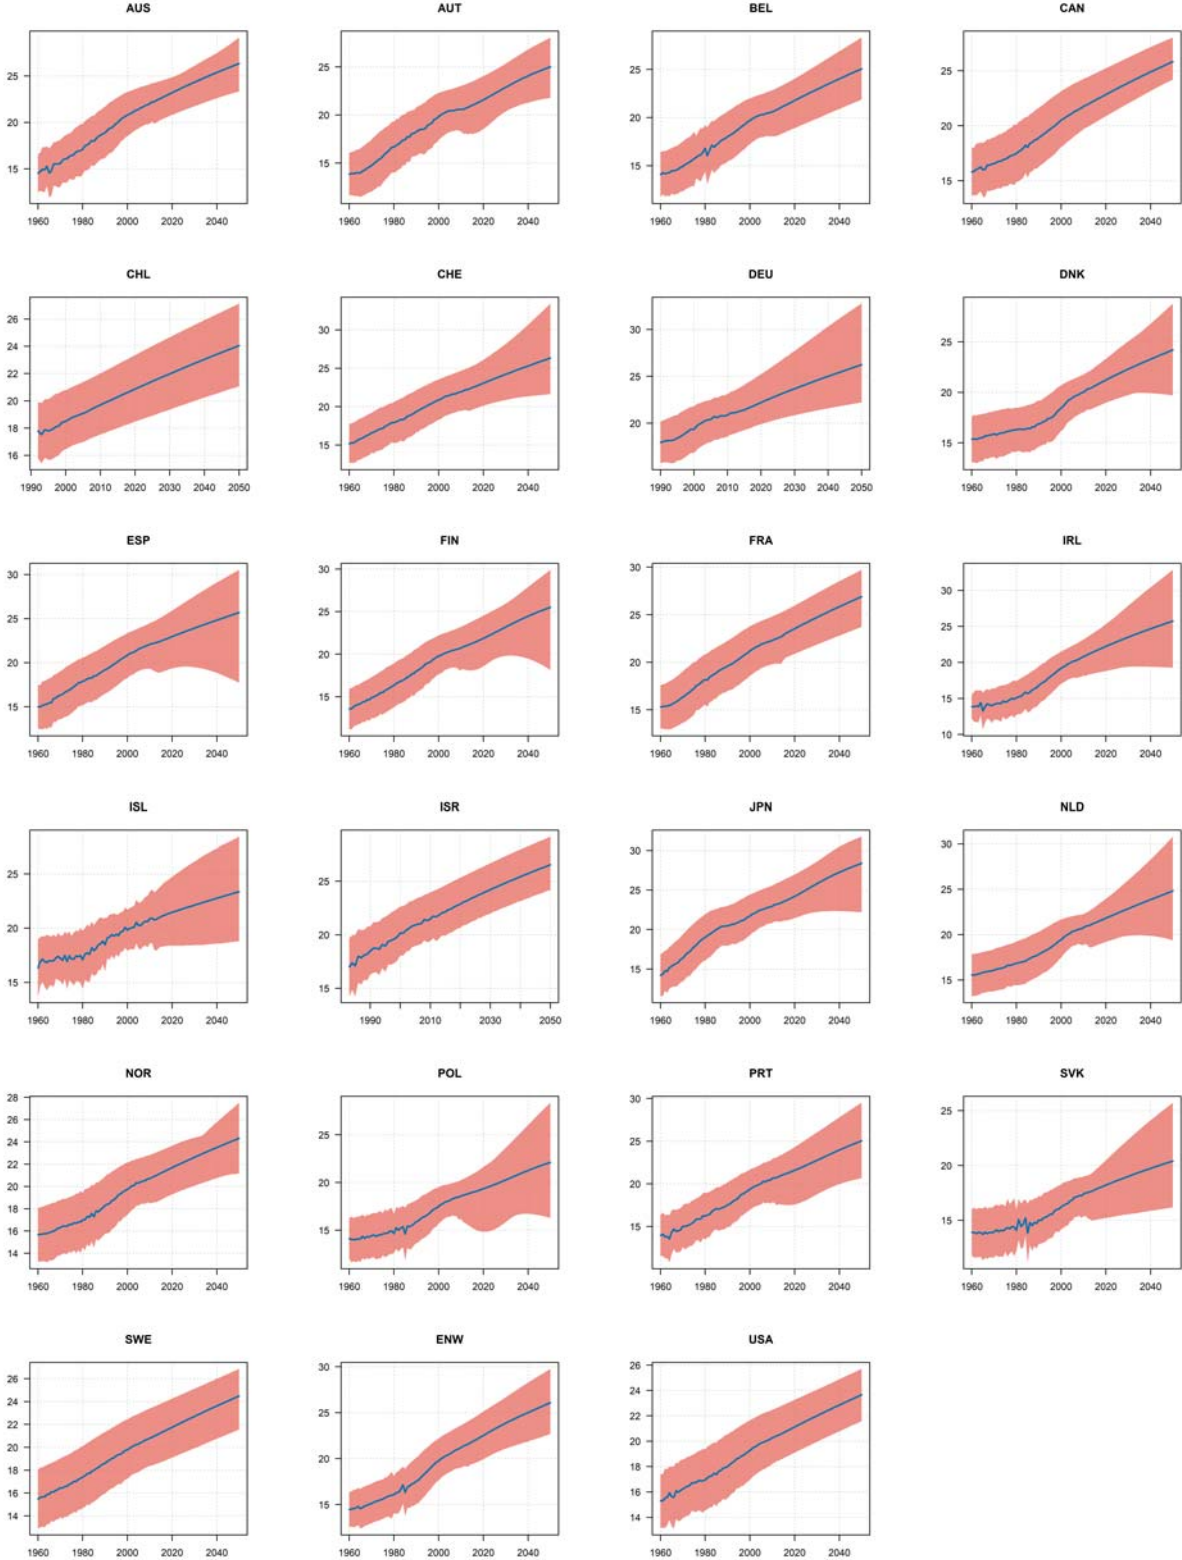 AUS AUT BEL CAN
25 20 15
25 20 15
25 20 15
25 20 15
1960 1980 2000 2020 2040
1960 1980 2000 2020 2040
1960 1980 2000 2020 2040
1960 1980 2000 2020 2040
CHL CHE DEU DNK
26 24 22 20 18 16
30 25 20 15
30 25 20
25 20 15
1990 2000 2010 2020 2030 2040 2050
1960 1980 2000 2020 2040
1990 2000 2010 2020 2030 2040 2050
1960 1980 2000 2020 2040
ESP FIN FRA IRL
30 25 20 15
30 25 20 15
30 25 20 15
30 25 20 15 10
1960 1980 2000 2020 2040
1960 1980 2000 2020 2040
1960 1980 2000 2020 2040
1960 1980 2000 2020 2040
ISL ISR JPN NLD
25 20 15
25 20 15
30 25 20 15
30 25 20 15
1960 1980 2000 2020 2040
1990 2010 2030 2050
1960 1980 2000 2020 2040
1960 1980 2000 2020 2040
NOR POL PRT SVK
28 26 24 22 20 18 16 14
25 20 15
30 25 20 15
25 20 15
1960 1980 2000 2020 2040
1960 1980 2000 2020 2040
1960 1980 2000 2020 2040
1960 1980 2000 2020 2040
SWE ENW USA
26 24 22 20 18 16 14
30 25 20 15
26 24 22 20 18 16 14
1960 1980 2000 2020 2040
1960 1980 2000 2020 2040
1960 1980 2000 2020 2040